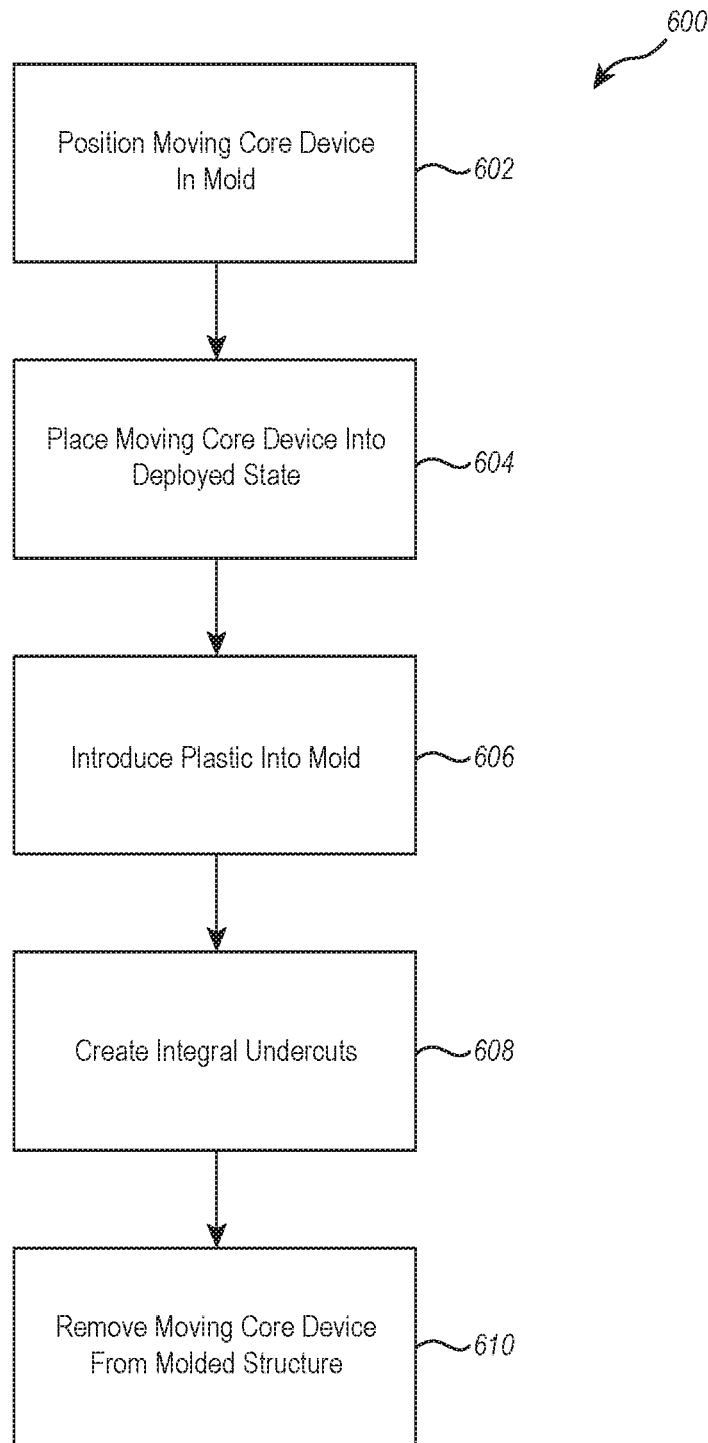 600
Position Moving Core Device
In Mold
602
Place Moving Core Device Into
Deployed State
604
Introduce Plastic Into Mold
606
Create Integral Undercuts
608
Remove Moving Core Device
From Molded Structure
610